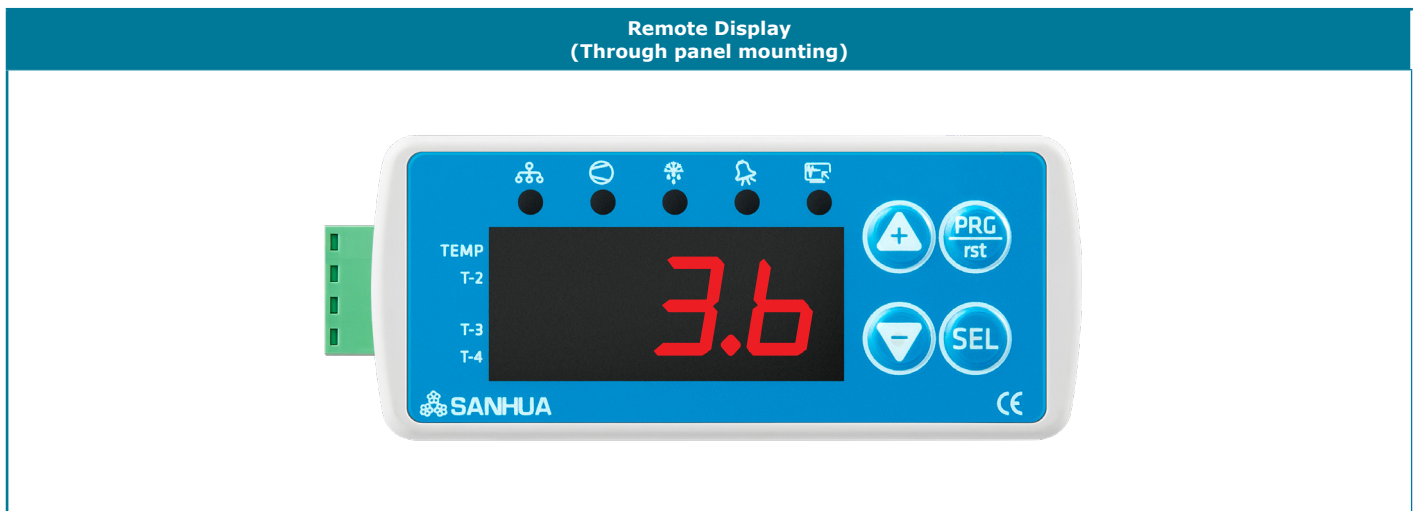 Remote Display
(Through panel mounting)
TEMP
T-2
T-3
T-4
3.6
+
PRG
rst
-
SEL
SANHUA
CE